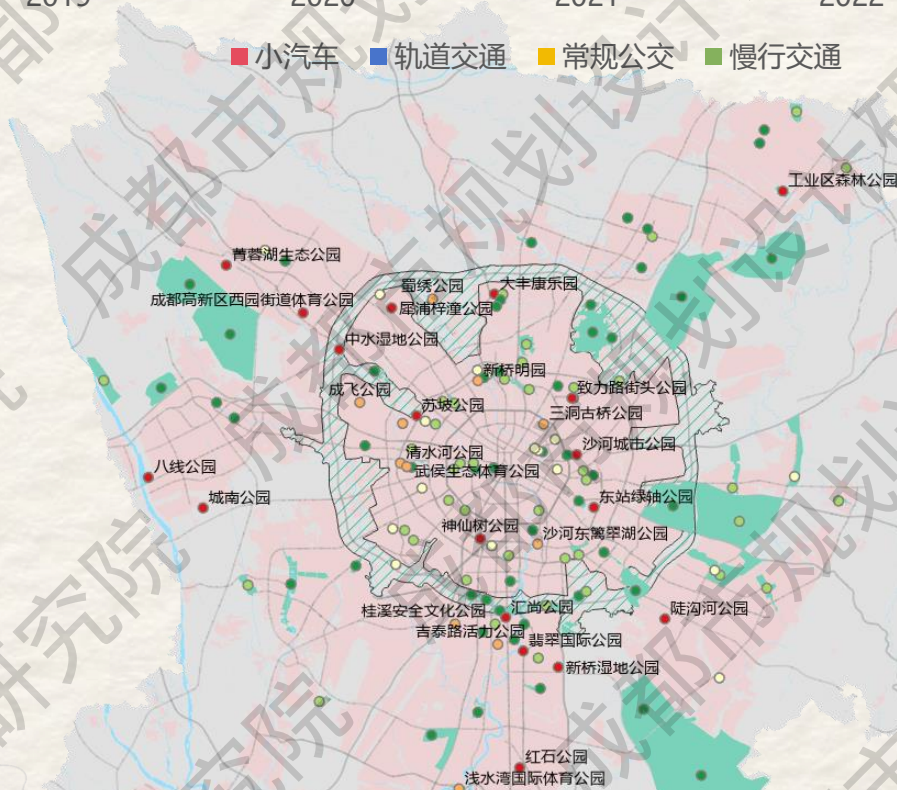 2019 2020 2021 2022
小汽车 轨道交通 常规公交 慢行交通
工业区森林公园
菁蓉湖生态公园
蜀绣公园
大丰康乐园
成都高新区西园街道体育公园
犀浦梓潼公园
中水湿地公园
新桥明园
成飞公园
致力路街头公园
苏坡公园
三洞古桥公园
清水河公园
沙河城市公园
八线公园
武侯生态体育公园
城南公园
东站绿轴公园
神仙树公园
沙河东篱翠湖公园
桂溪安全文化公园
汇尚公园
陡沟河公园
吉泰路活力公园
翡翠国际公园
新桥湿地公园
红石公园
浅水湾国际体育公园
成都市规划设计研究院